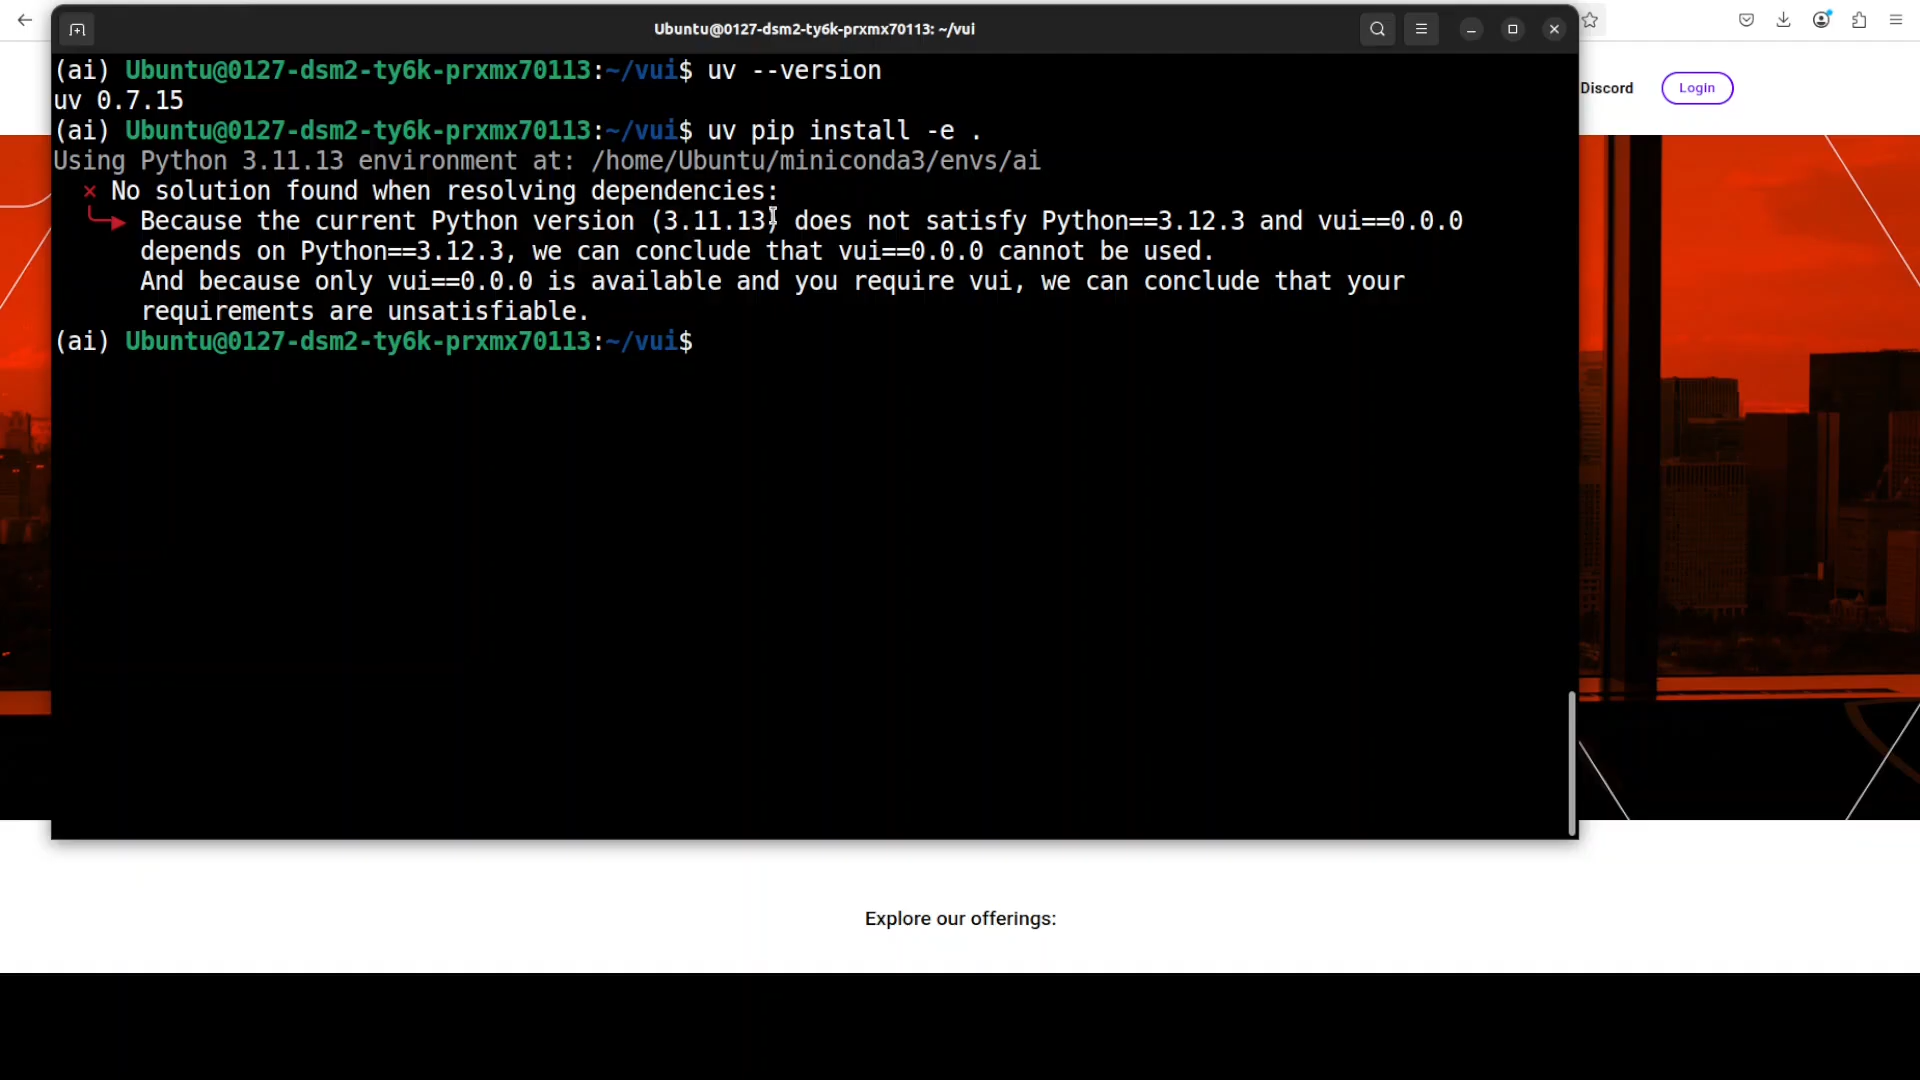 Ubuntu@0127-dsm2-ty6k-prxmx70113: ~/vui
Discord
Login
(ai) Ubuntu@0127-dsm2-ty6k-prxmx70113:~/vui$ uv --version
uv 0.7.15
(ai) Ubuntu@0127-dsm2-ty6k-prxmx70113:~/vui$ uv pip install -e .
Using Python 3.11.13 environment at: /home/Ubuntu/miniconda3/envs/ai
× No solution found when resolving dependencies:
╰─▶ Because the current Python version (3.11.13) does not satisfy Python==3.12.3 and vui==0.0.0
depends on Python==3.12.3, we can conclude that vui==0.0.0 cannot be used.
And because only vui==0.0.0 is available and you require vui, we can conclude that your
requirements are unsatisfiable.
(ai) Ubuntu@0127-dsm2-ty6k-prxmx70113:~/vui$
Explore our offerings: